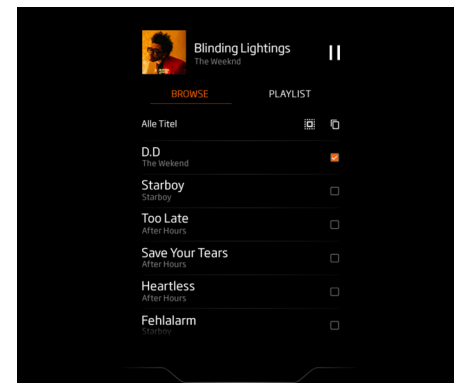 Blinding Lightings
The Weeknd
BROWSE PLAYLIST
Alle Titel
D.D
The Wekend
Starboy
Starboy
Too Late
After Hours
Save Your Tears
After Hours
Heartless
After Hours
Fehlalarm
Starboy